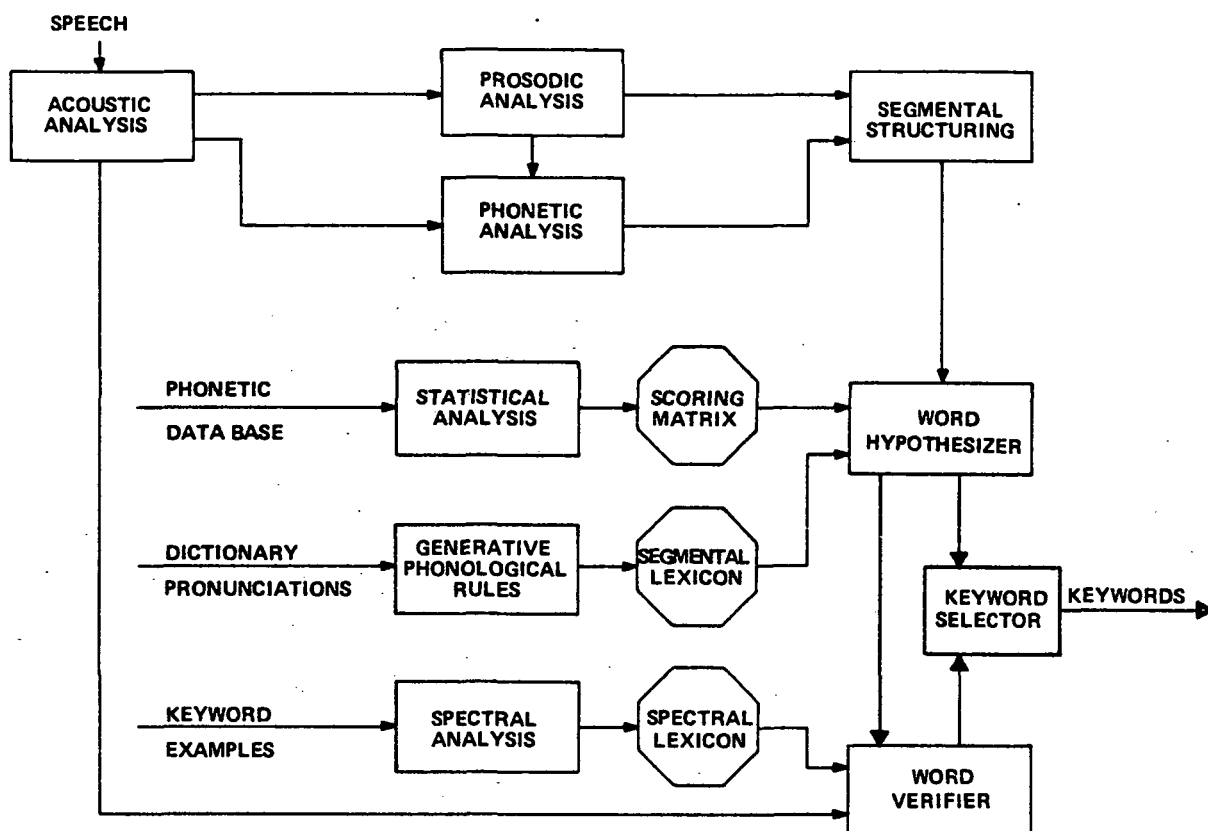 SPEECH
ACOUSTIC
ANALYSIS
PROSODIC
ANALYSIS
SEGMENTAL
STRUCTURING
PHONETIC
ANALYSIS
PHONETIC
DATA BASE
STATISTICAL
ANALYSIS
SCORING
MATRIX
WORD
HYPOTHESIZER
DICTIONARY
PRONUNCIATIONS
GENERATIVE
PHONOLOGICAL
RULES
SEGMENTAL
LEXICON
KEYWORD
SELECTOR
KEYWORDS
KEYWORD
EXAMPLES
SPECTRAL
ANALYSIS
SPECTRAL
LEXICON
WORD
VERIFIER